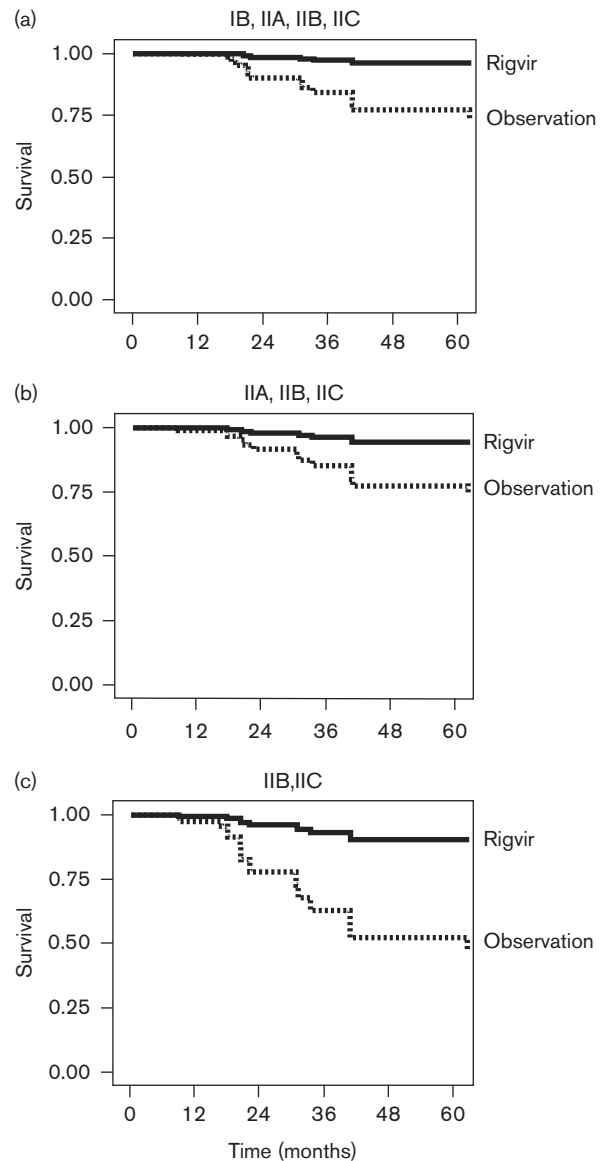 (a)
IB, IIA, IIB, IIC
1.00
0.75
0.50
0.25
0.00
Survival
Rigvir
Observation
0 12 24 36 48 60
(b)
IIA, IIB, IIC
1.00
0.75
0.50
0.25
0.00
Survival
Rigvir
Observation
0 12 24 36 48 60
(c)
IIB,IIC
1.00
0.75
0.50
0.25
0.00
Survival
Rigvir
Observation
0 12 24 36 48 60
Time (months)